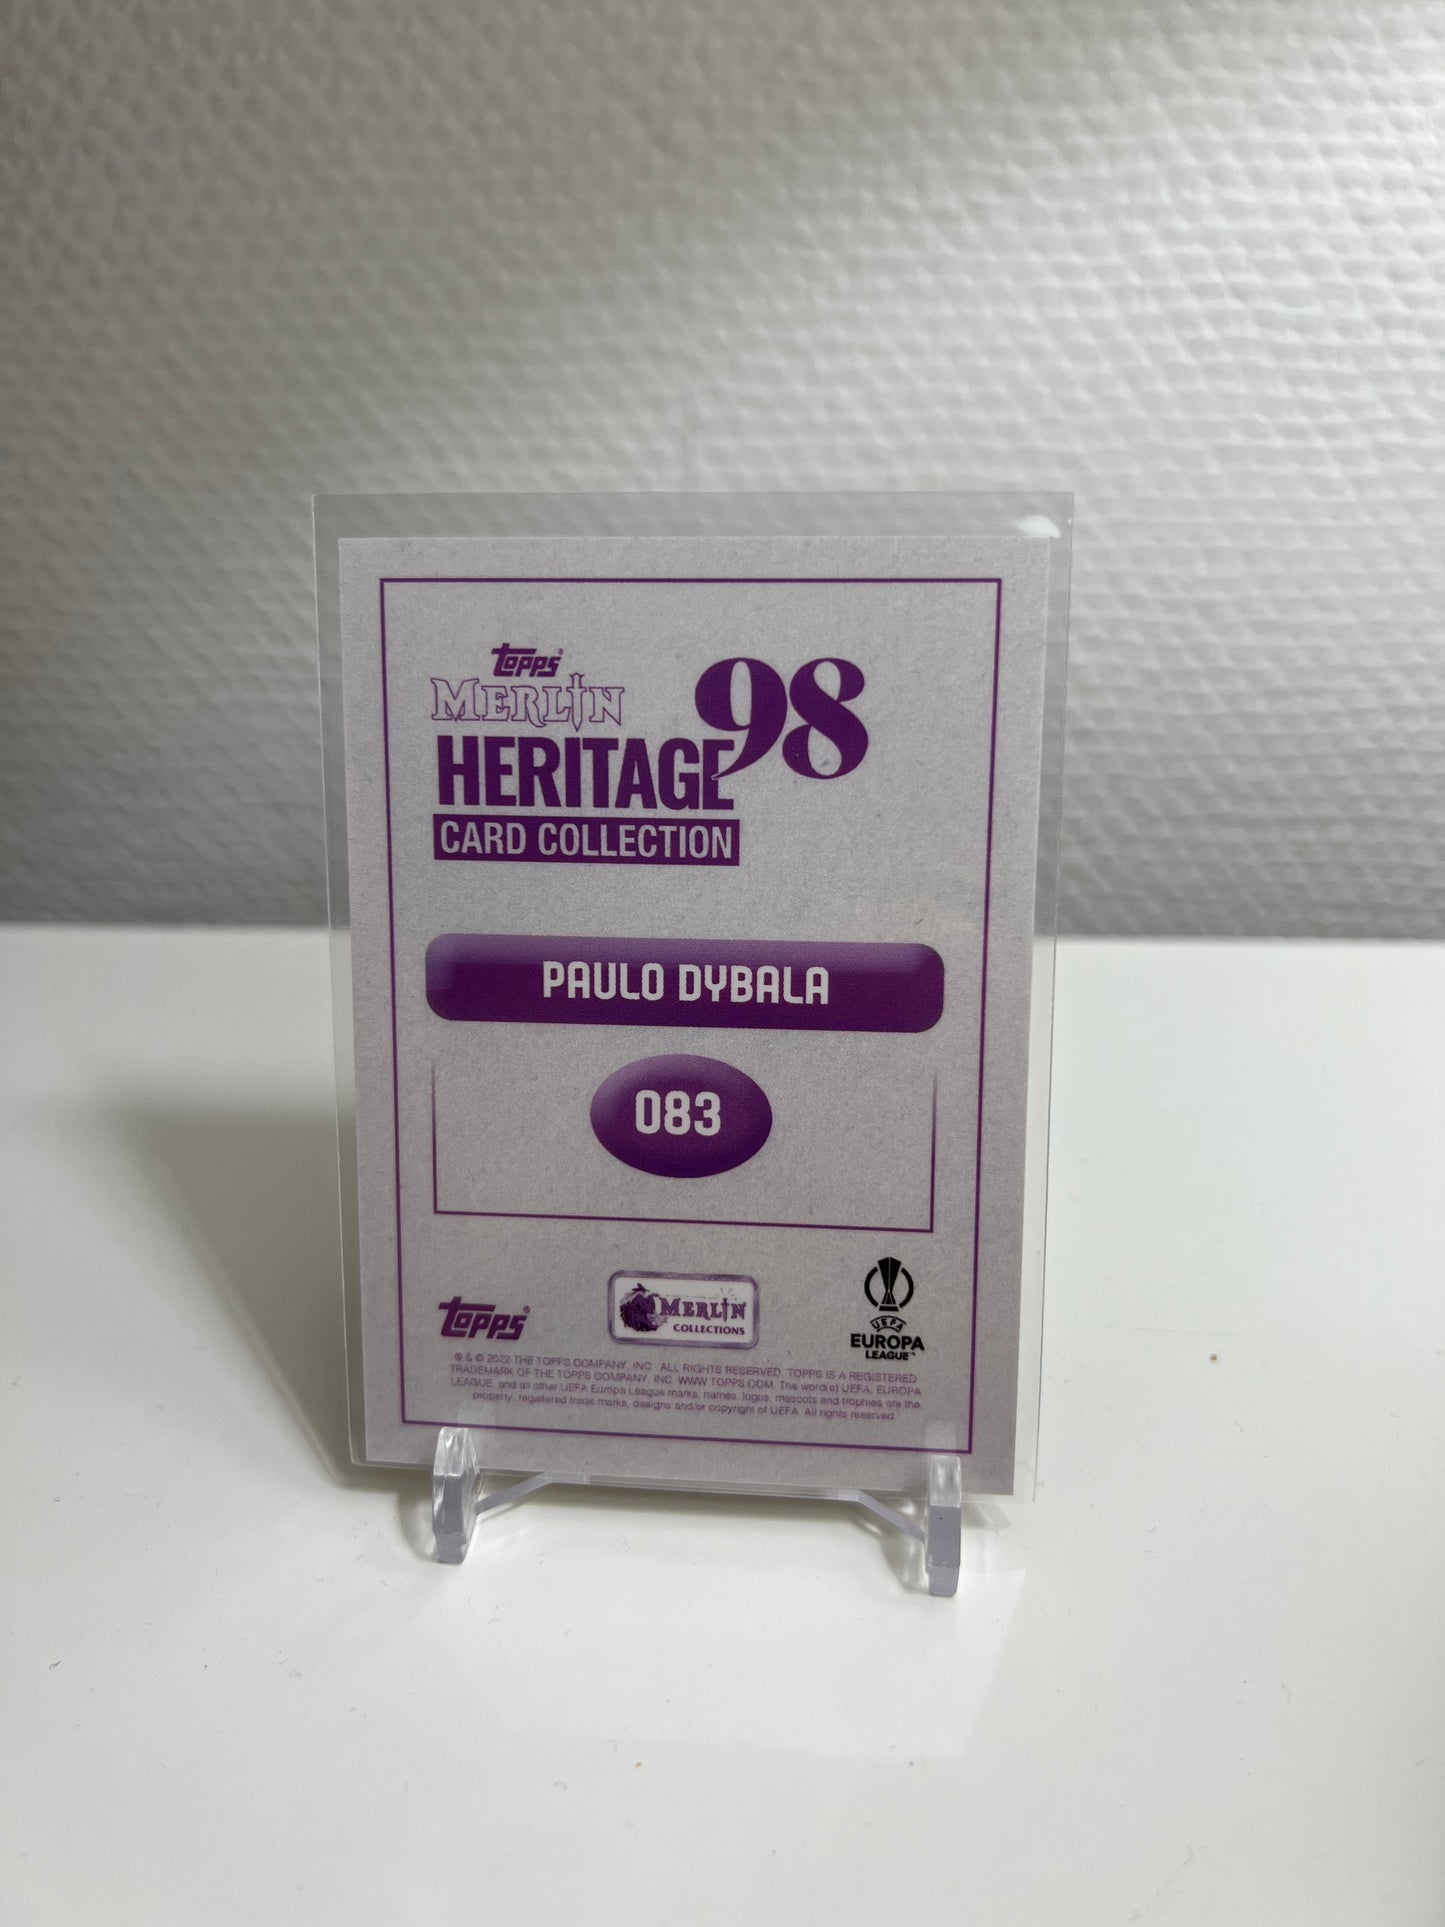 Topps®
MERLIN
HERITAGE 98
CARD COLLECTION
PAULO DYBALA
083
Topps®
MERLIN
COLLECTIONS
UEFA
EUROPA
LEAGUE™
® & © 2022 THE TOPPS COMPANY, INC. ALL RIGHTS RESERVED. TOPPS IS A REGISTERED
TRADEMARK OF THE TOPPS COMPANY, INC. WWW.TOPPS.COM. The word(s) UEFA, EUROPA
LEAGUE, and all other UEFA Europa League marks, names, logos, mascots and trophies are the
property, registered trade marks, designs and/or copyright of UEFA. All rights reserved.